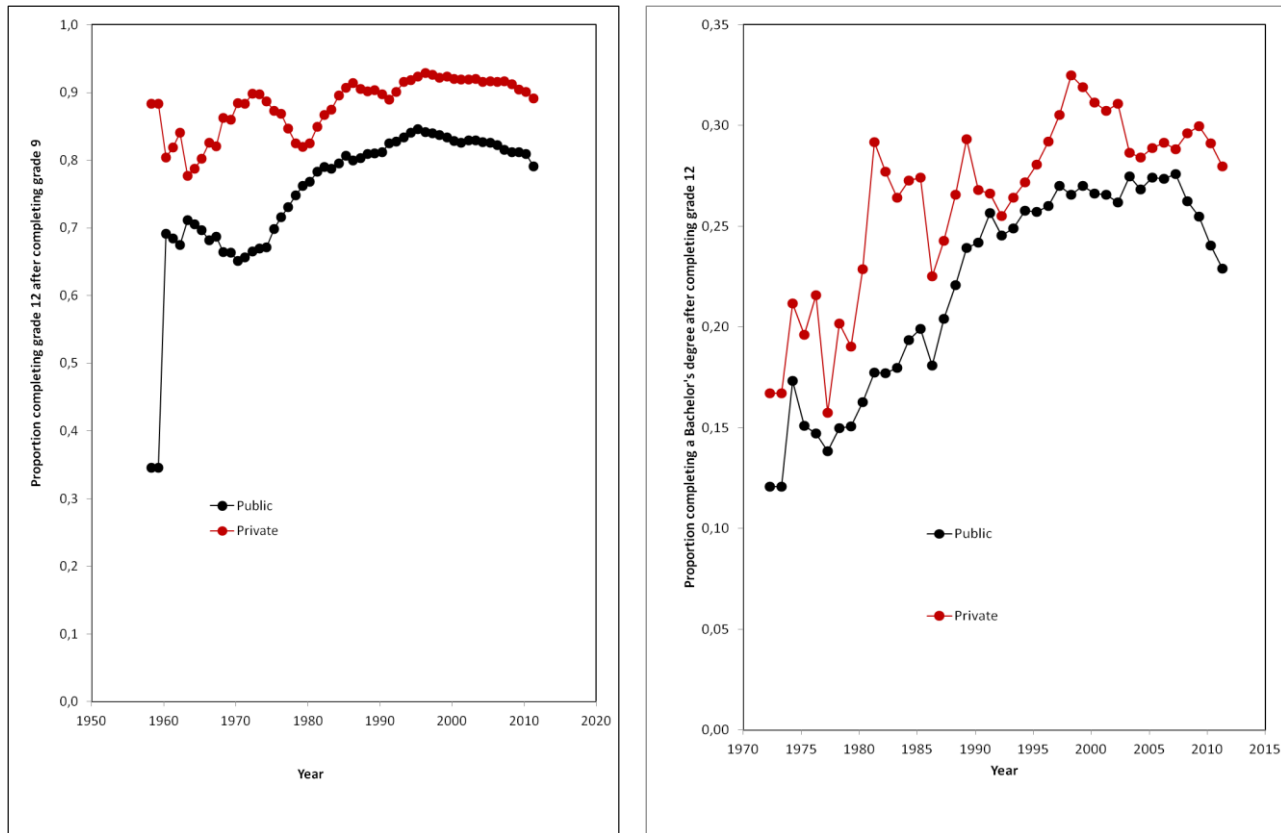 Proportion completing grade 12 after completing grade 9
1,0
0,9
0,8
0,7
0,6
0,5
0,4
0,3
0,2
0,1
0,0
Public
Private
1950 1960 1970 1980 1990 2000 2010 2020
Year
Proportion completing a Bachelor's degree after completing grade 12
0,35
0,30
0,25
0,20
0,15
0,10
0,05
0,00
Public
Private
1970 1975 1980 1985 1990 1995 2000 2005 2010 2015
Year